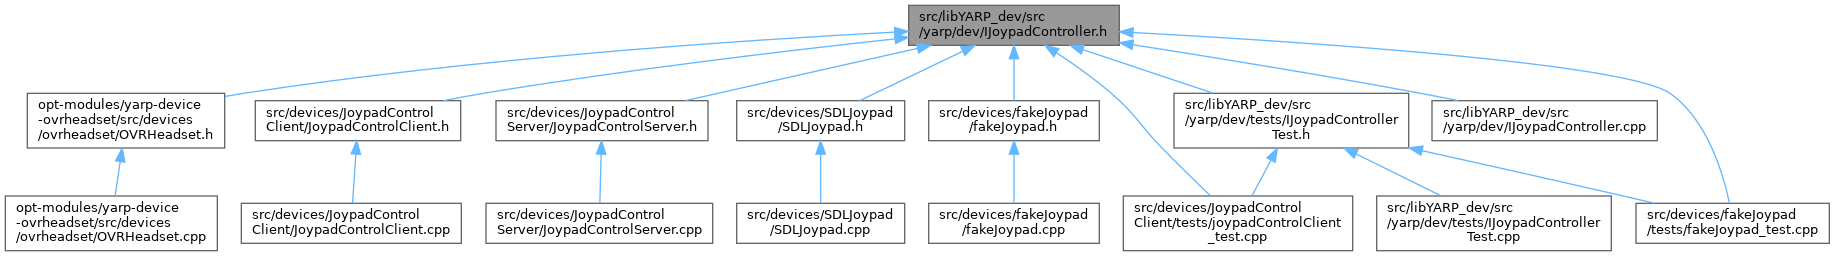 src/libYARP_dev/src
/yarp/dev/IJoypadController.h
opt-modules/yarp-device
-ovrheadset/src/devices
/ovrheadset/OVRHeadset.h
src/devices/JoypadControl
Client/JoypadControlClient.h
src/devices/JoypadControl
Server/JoypadControlServer.h
src/devices/SDLJoypad
/SDLJoypad.h
src/devices/fakeJoypad
/fakeJoypad.h
src/libYARP_dev/src
/yarp/dev/tests/IJoypadController
Test.h
src/libYARP_dev/src
/yarp/dev/IJoypadController.cpp
opt-modules/yarp-device
-ovrheadset/src/devices
/ovrheadset/OVRHeadset.cpp
src/devices/JoypadControl
Client/JoypadControlClient.cpp
src/devices/JoypadControl
Server/JoypadControlServer.cpp
src/devices/SDLJoypad
/SDLJoypad.cpp
src/devices/fakeJoypad
/fakeJoypad.cpp
src/devices/JoypadControl
Client/tests/joypadControlClient
_test.cpp
src/libYARP_dev/src
/yarp/dev/tests/IJoypadController
Test.cpp
src/devices/fakeJoypad
/tests/fakeJoypad_test.cpp